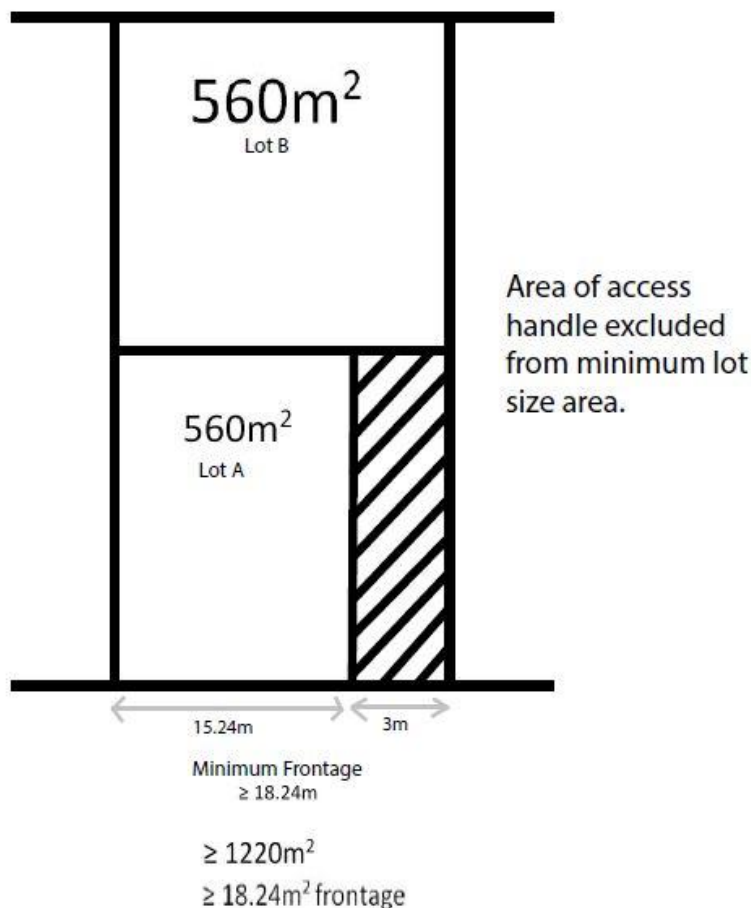 560m²
Lot B
Area of access
handle excluded
from minimum lot
size area.
560m²
Lot A
15.24m
3m
Minimum Frontage
≥ 18.24m
≥ 1220m²
≥ 18.24m² frontage